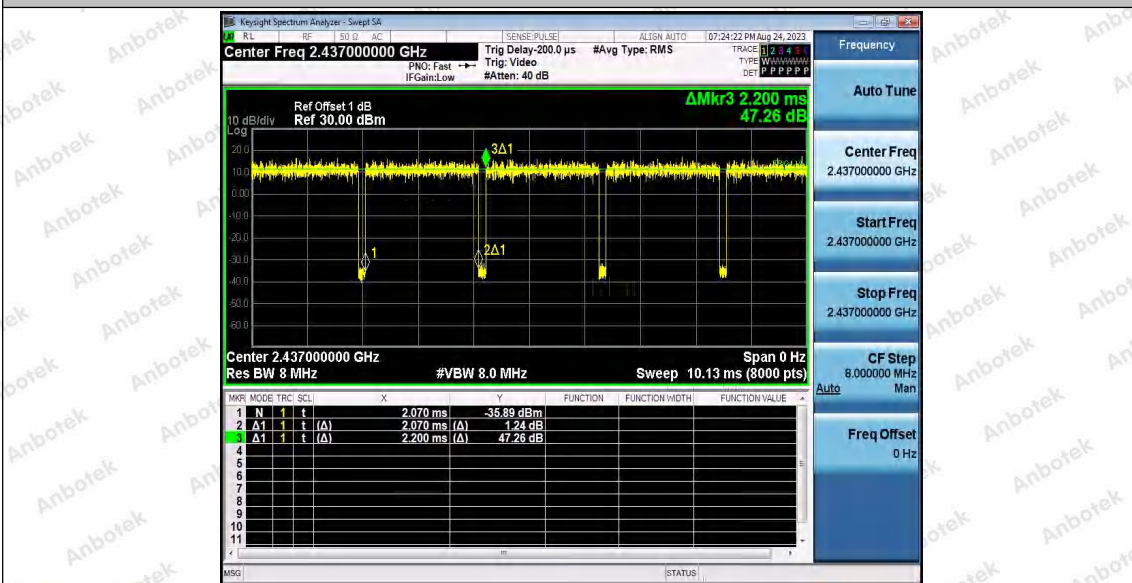 Keysight Spectrum Analyzer - Swept SA
RL RF 50 Ω AC SENSE:PULSE ALIGN AUTO 07:24:22 PM Aug 24, 2023
Center Freq 2.437000000 GHz
PNO: Fast
IFGain:Low
Trig Delay-200.0 µs
Trig: Video
#Atten: 40 dB
#Avg Type: RMS
TRACE 1 2 3 4 5 6
TYPE WWWWWW
DET P P P P P P
ΔMkr3 2.200 ms
47.26 dB
Ref Offset 1 dB
10 dB/div Ref 30.00 dBm
Log
20.0
10.0
0.00
-10.0
-20.0
-30.0
-40.0
-50.0
-60.0
3Δ1
1
2Δ1
Center 2.437000000 GHz Span 0 Hz
Res BW 8 MHz #VBW 8.0 MHz Sweep 10.13 ms (8000 pts)
MKR MODE TRC SCL X Y FUNCTION FUNCTION WIDTH FUNCTION VALUE
1 N 1 t 2.070 ms -35.89 dBm
2 Δ1 1 t (Δ) 2.070 ms (Δ) 1.24 dB
3 Δ1 1 t (Δ) 2.200 ms (Δ) 47.26 dB
4
5
6
7
8
9
10
11
MSG STATUS
Frequency
Auto Tune
Center Freq
2.437000000 GHz
Start Freq
2.437000000 GHz
Stop Freq
2.437000000 GHz
CF Step
8.000000 MHz
Auto Man
Freq Offset
0 Hz
Anbotek